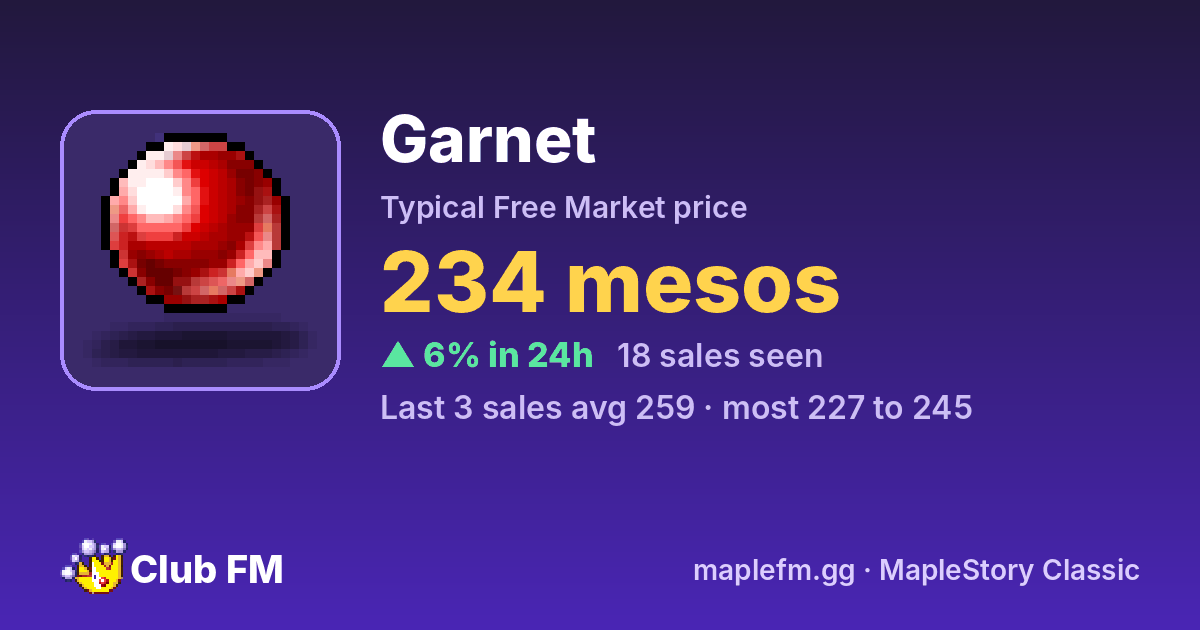 Garnet
Typical Free Market price
234 mesos
▲ 6% in 24h 18 sales seen
Last 3 sales avg 259 · most 227 to 245
Club FM
maplefm.gg · MapleStory Classic